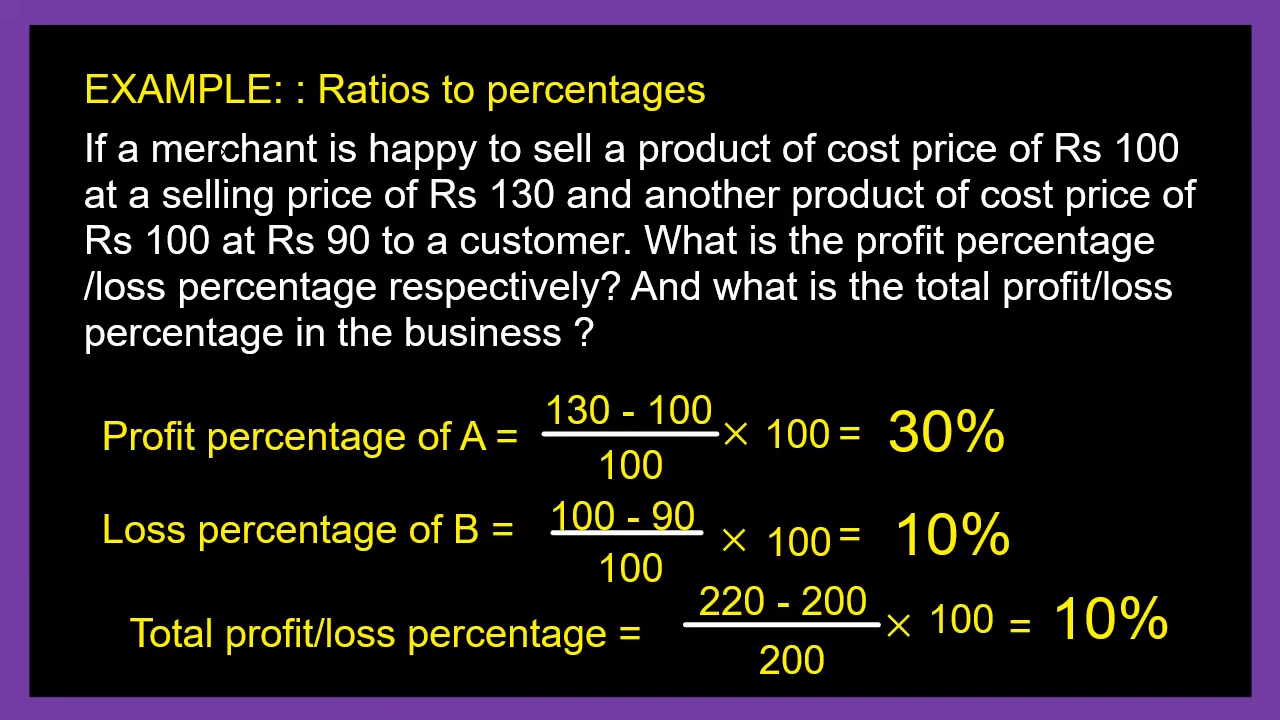 EXAMPLE: : Ratios to percentages
If a merchant is happy to sell a product of cost price of Rs 100
at a selling price of Rs 130 and another product of cost price of
Rs 100 at Rs 90 to a customer. What is the profit percentage
/loss percentage respectively? And what is the total profit/loss
percentage in the business ?
Profit percentage of A = 130 - 100 / 100 × 100 = 30%
Loss percentage of B = 100 - 90 / 100 × 100 = 10%
Total profit/loss percentage = 220 - 200 / 200 × 100 = 10%